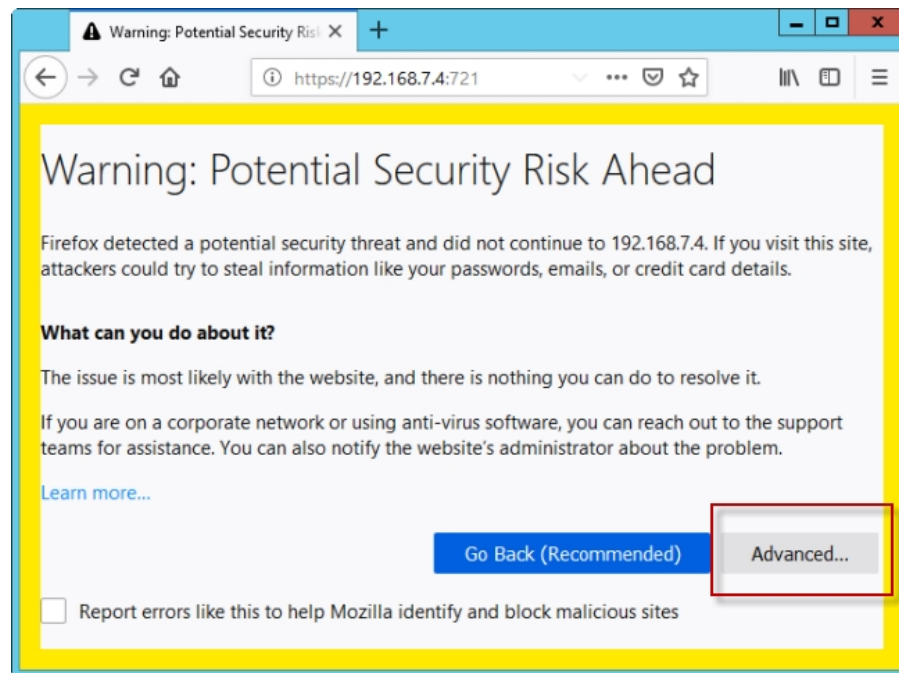 Warning: Potential Security Ris
https://192.168.7.4:721
Warning: Potential Security Risk Ahead
Firefox detected a potential security threat and did not continue to 192.168.7.4. If you visit this site,
attackers could try to steal information like your passwords, emails, or credit card details.
What can you do about it?
The issue is most likely with the website, and there is nothing you can do to resolve it.
If you are on a corporate network or using anti-virus software, you can reach out to the support
teams for assistance. You can also notify the website's administrator about the problem.
Learn more...
Go Back (Recommended) Advanced...
Report errors like this to help Mozilla identify and block malicious sites